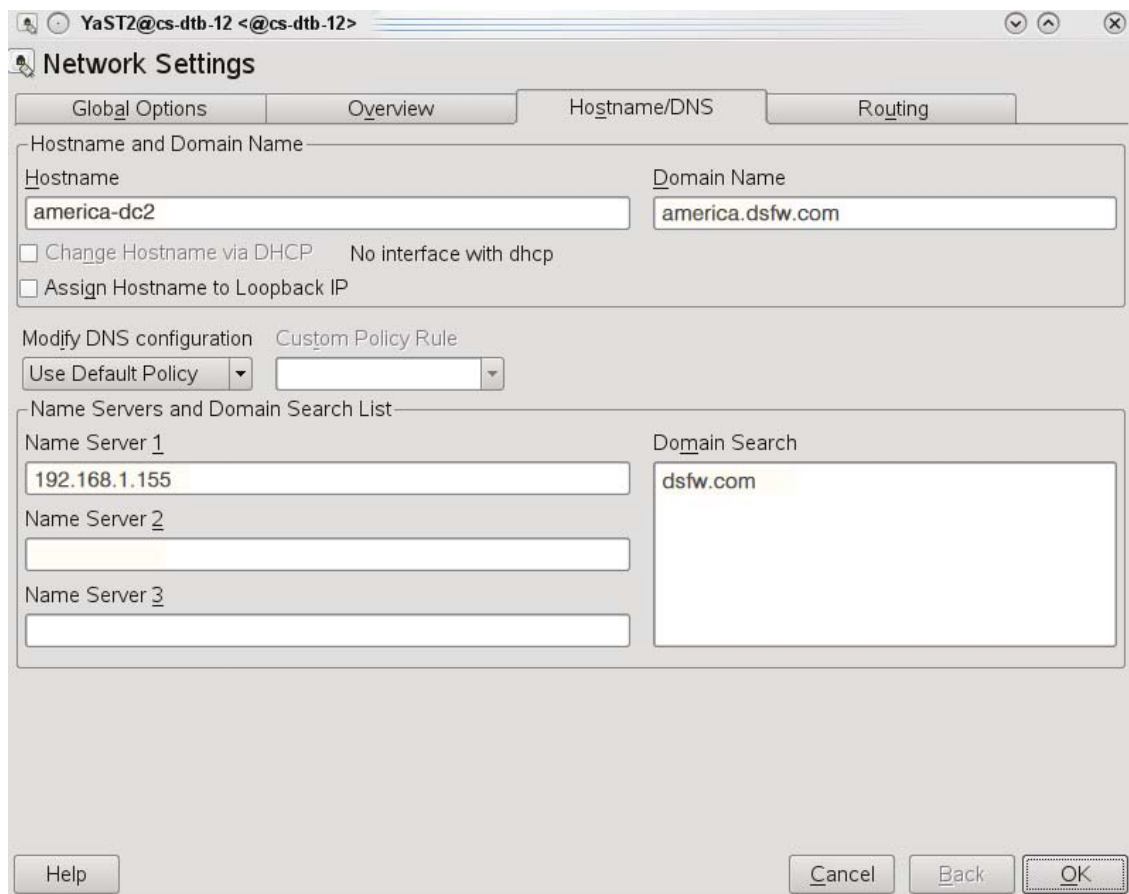 YaST2@cs-dtb-12 <@cs-dtb-12>
Network Settings
Global Options
Overview
Hostname/DNS
Routing
Hostname and Domain Name
Hostname
Domain Name
america-dc2
america.dsfw.com
Change Hostname via DHCP
No interface with dhcp
Assign Hostname to Loopback IP
Modify DNS configuration
Custom Policy Rule
Use Default Policy
Name Servers and Domain Search List
Name Server 1
Domain Search
192.168.1.155
dsfw.com
Name Server 2
Name Server 3
Help
Cancel
Back
OK